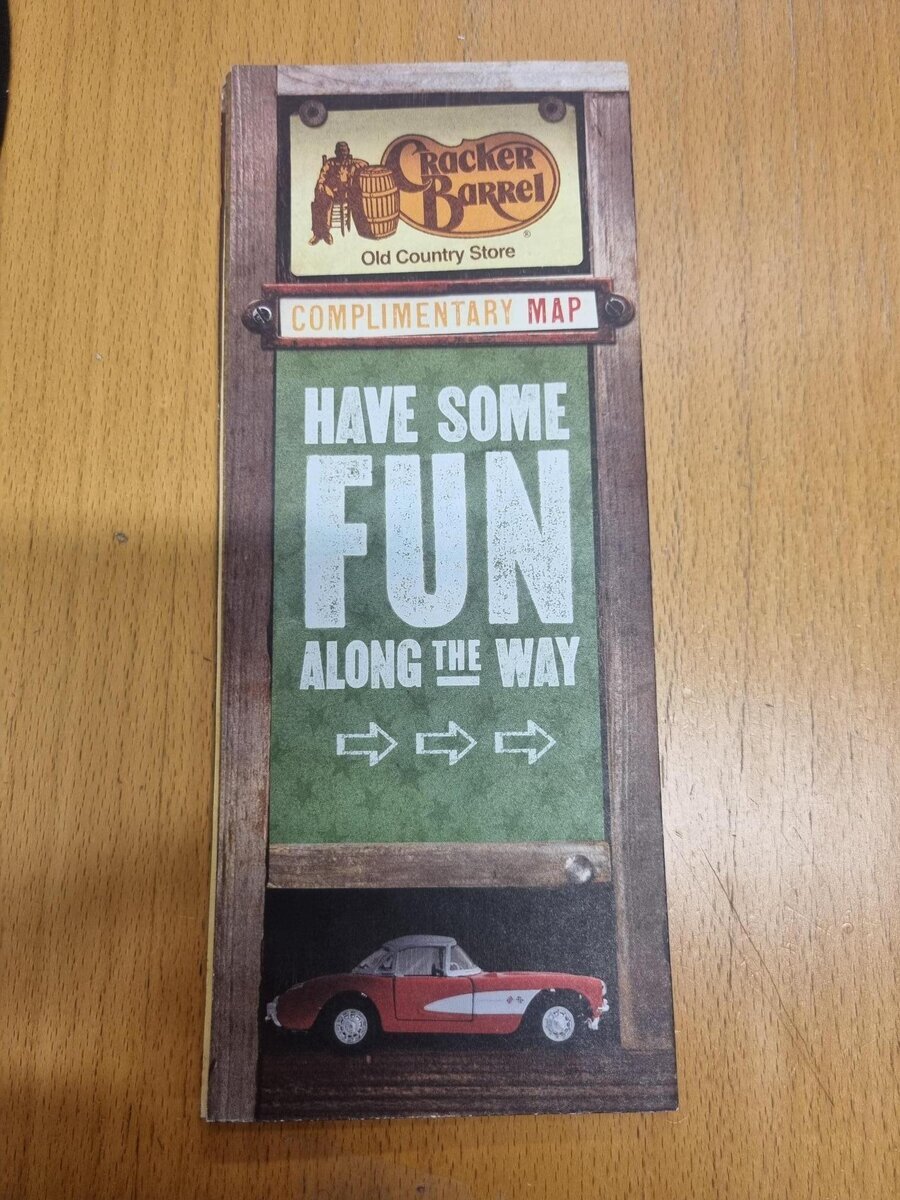 Cracker
Barrel
®
Old Country Store
COMPLIMENTARY MAP
HAVE SOME
FUN
ALONG THE WAY